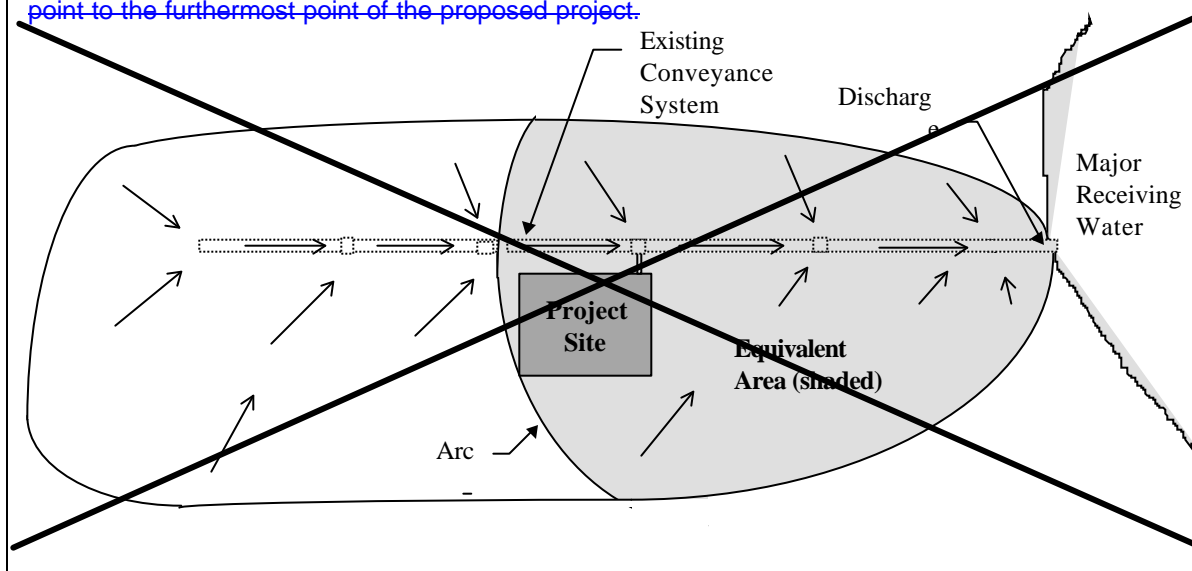 point to the furthermost point of the proposed project.
Existing
Conveyance
System
Discharg
e
Major
Receiving
Water
Project
Site
Equivalent
Area (shaded)
Arc